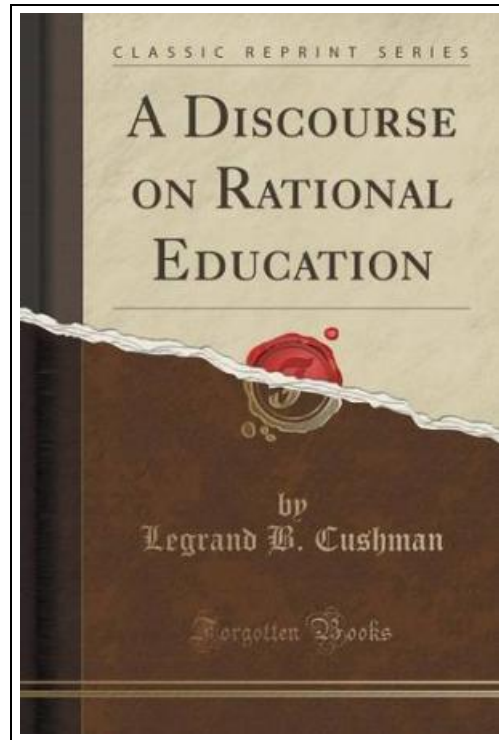 CLASSIC REPRINT SERIES
A DISCOURSE
ON RATIONAL
EDUCATION
by
Legrand B. Cushman
Forgotten Books